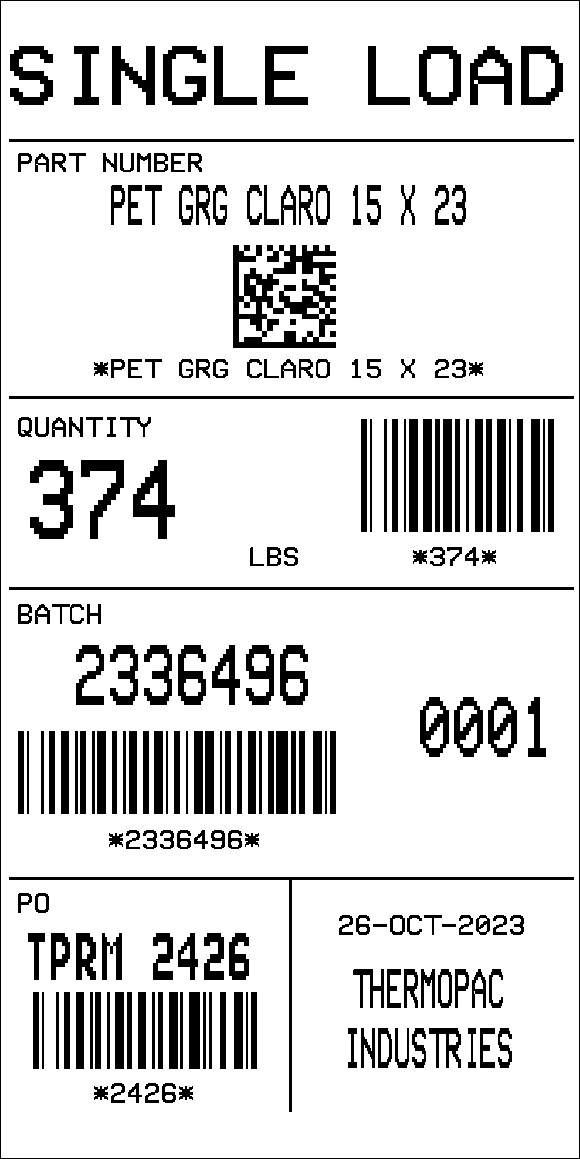 SINGLE LOAD
PART NUMBER
PET GRG CLARO 15 X 23
*PET GRG CLARO 15 X 23*
QUANTITY
374
LBS
*374*
BATCH
2336496
0001
*2336496*
PO
TPRM 2426
*2426*
26-OCT-2023
THERMOPAC
INDUSTRIES